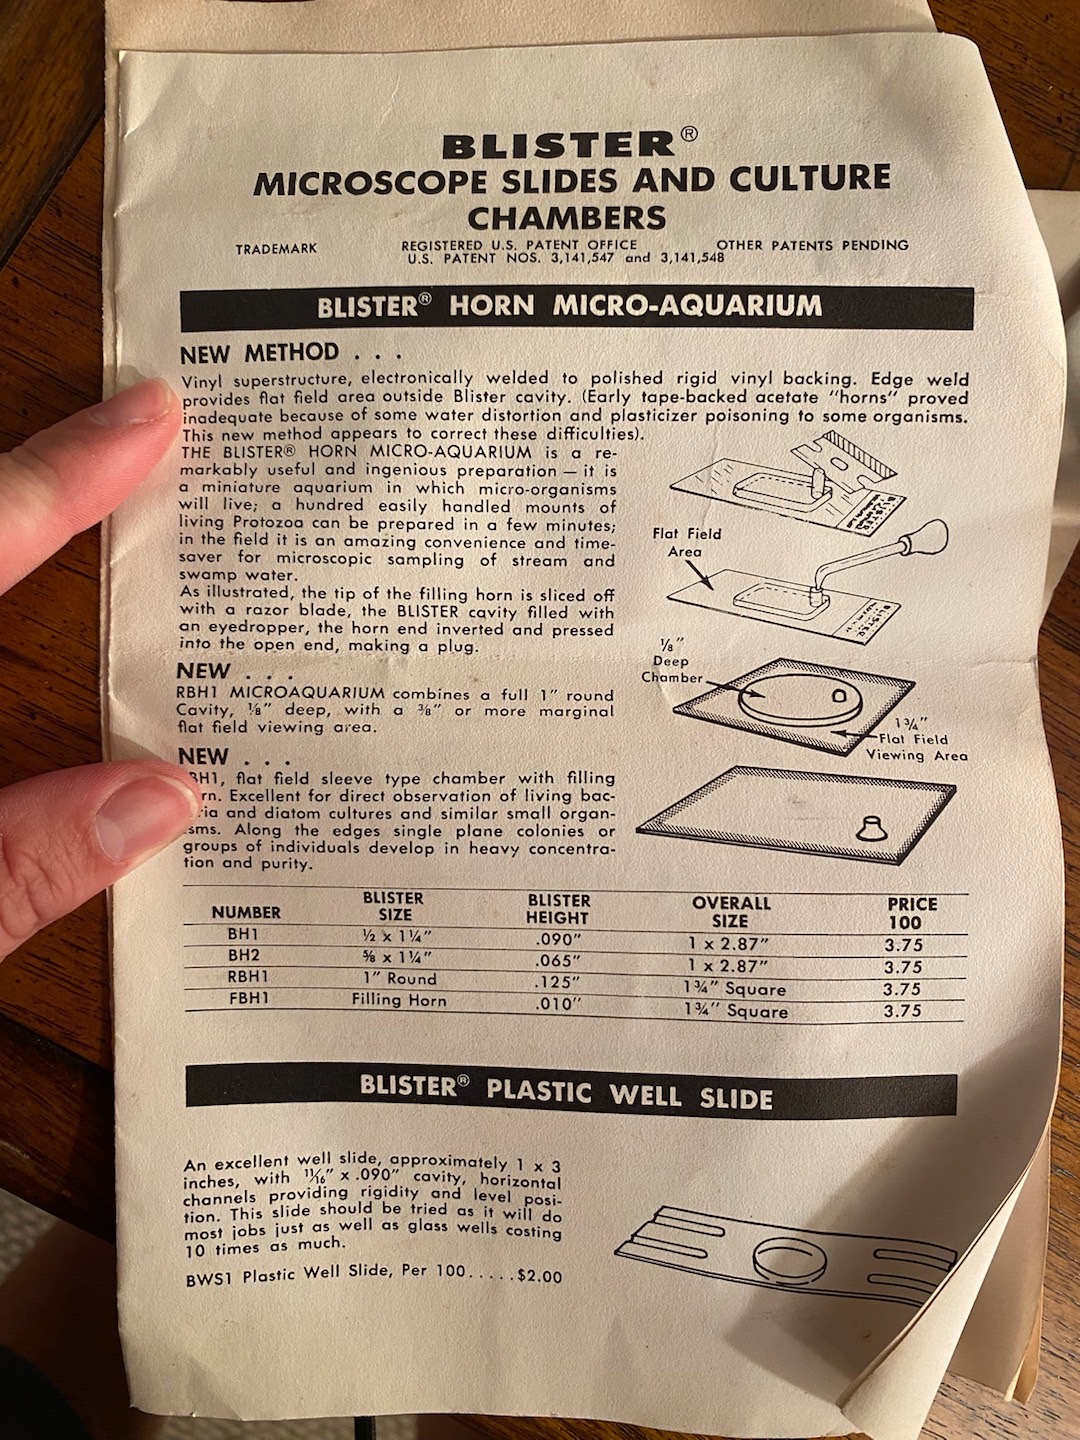 BLISTER®
MICROSCOPE SLIDES AND CULTURE
CHAMBERS
TRADEMARK REGISTERED U.S. PATENT OFFICE OTHER PATENTS PENDING
U.S. PATENT NOS. 3,141,547 and 3,141,548
BLISTER® HORN MICRO-AQUARIUM
NEW METHOD . . .
Vinyl superstructure, electronically welded to polished rigid vinyl backing. Edge weld
provides flat field area outside Blister cavity. (Early tape-backed acetate "horns" proved
inadequate because of some water distortion and plasticizer poisoning to some organisms.
This new method appears to correct these difficulties).
THE BLISTER® HORN MICRO-AQUARIUM is a re-
markably useful and ingenious preparation — it is
a miniature aquarium in which micro-organisms
will live; a hundred easily handled mounts of
living Protozoa can be prepared in a few minutes;
in the field it is an amazing convenience and time-
saver for microscopic sampling of stream and
swamp water.
As illustrated, the tip of the filling horn is sliced off
with a razor blade, the BLISTER cavity filled with
an eyedropper, the horn end inverted and pressed
into the open end, making a plug.
BLISTER
Flat Field
Area
BLISTER
NEW . . .
RBH1 MICROAQUARIUM combines a full 1" round
Cavity, ⅛" deep, with a ⅜" or more marginal
flat field viewing area.
⅛"
Deep
Chamber
1¾"
Flat Field
Viewing Area
NEW . . .
BH1, flat field sleeve type chamber with filling
rn. Excellent for direct observation of living bac-
ria and diatom cultures and similar small organ-
sms. Along the edges single plane colonies or
groups of individuals develop in heavy concentra-
tion and purity.
NUMBER BLISTER SIZE BLISTER HEIGHT OVERALL SIZE PRICE 100
BH1 ½ x 1¼" .090" 1 x 2.87" 3.75
BH2 ⅝ x 1¼" .065" 1 x 2.87" 3.75
RBH1 1" Round .125" 1¾" Square 3.75
FBH1 Filling Horn .010" 1¾" Square 3.75
BLISTER® PLASTIC WELL SLIDE
An excellent well slide, approximately 1 x 3
inches, with 11/16" x .090" cavity, horizontal
channels providing rigidity and level posi-
tion. This slide should be tried as it will do
most jobs just as well as glass wells costing
10 times as much.
BWS1 Plastic Well Slide, Per 100.....$2.00